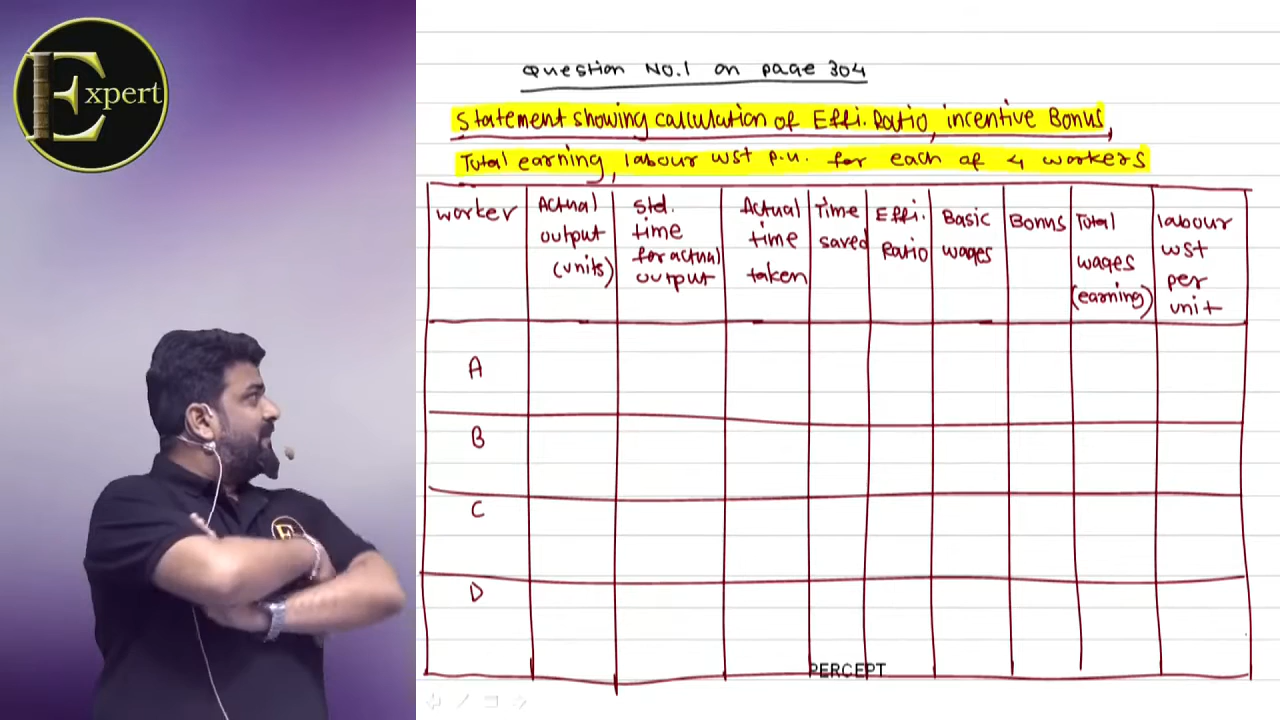 Expert
Question No.1 on page 304
Statement showing calculation of Effi. Ratio, incentive Bonus,
Total earning, labour cost p.u. for each of 4 workers
worker
Actual
output
(units)
Std.
time
for actual
output
Actual
time
taken
Time
saved
Effi.
Ratio
Basic
wages
Bonus
Total
wages
(earning)
labour
cost
per
unit
A
B
C
D
PERCEPT
E